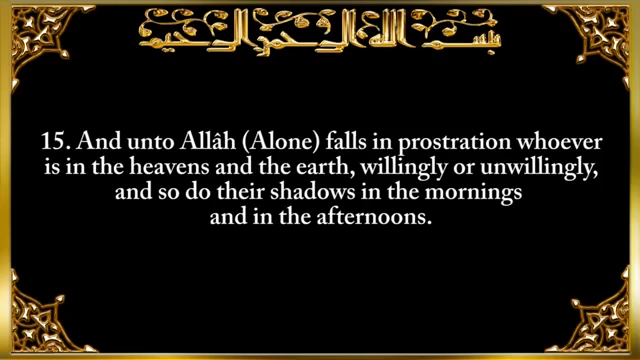 بسم الله الرحمن الرحيم
15. And unto Allâh (Alone) falls in prostration whoever
is in the heavens and the earth, willingly or unwillingly,
and so do their shadows in the mornings
and in the afternoons.